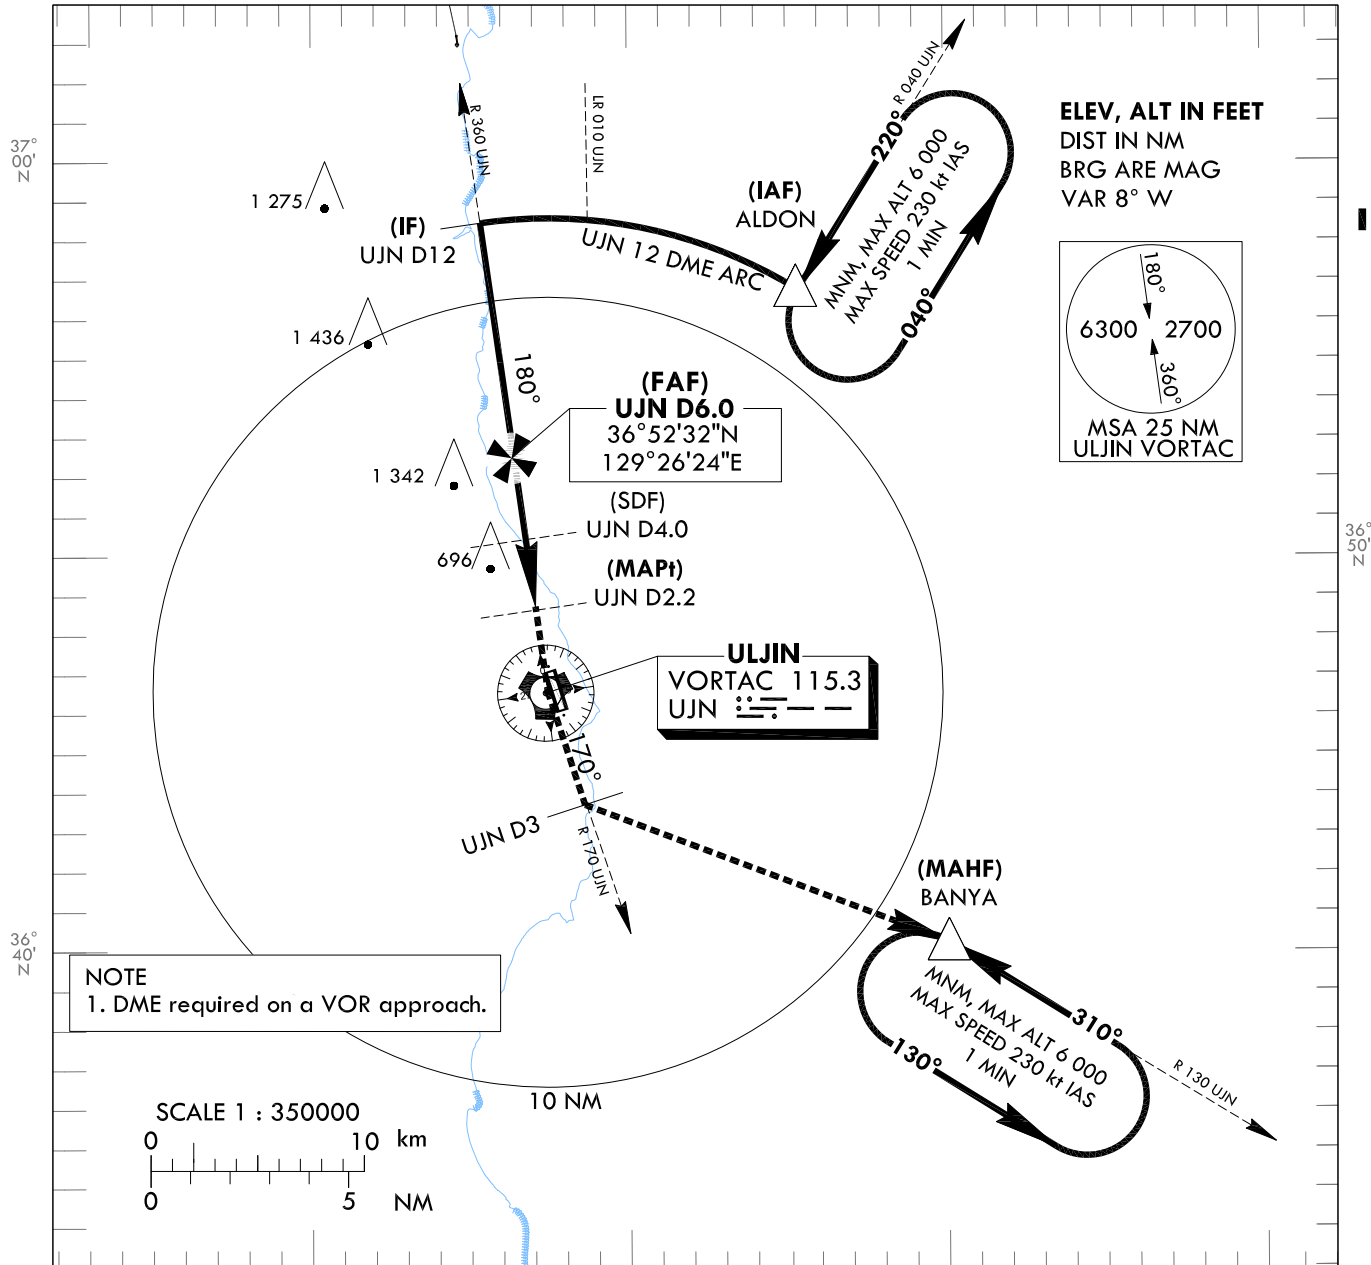 R 040 UJN
R 360 UJN
LR 010 UJN
ELEV, ALT IN FEET
DIST IN NM
BRG ARE MAG
VAR 8° W
37°
00'
N
1 275
(IF)
UJN D12
UJN 12 DME ARC
(IAF)
ALDON
220°
MNM, MAX ALT 6 000
MAX SPEED 230 kt IAS
1 MIN
040°
180°
6300
2700
360°
MSA 25 NM
ULJIN VORTAC
1 436
180°
(FAF)
UJN D6.0
36°52'32"N
129°26'24"E
1 342
(SDF)
UJN D4.0
696
(MAPt)
UJN D2.2
36°
50'
N
ULJIN
VORTAC 115.3
UJN
170°
UJN D3
R 170 UJN
(MAHF)
BANYA
36°
40'
N
NOTE
1. DME required on a VOR approach.
310°
MNM, MAX ALT 6 000
MAX SPEED 230 kt IAS
1 MIN
130°
R 130 UJN
10 NM
SCALE 1 : 350000
0 10 km
0 5 NM